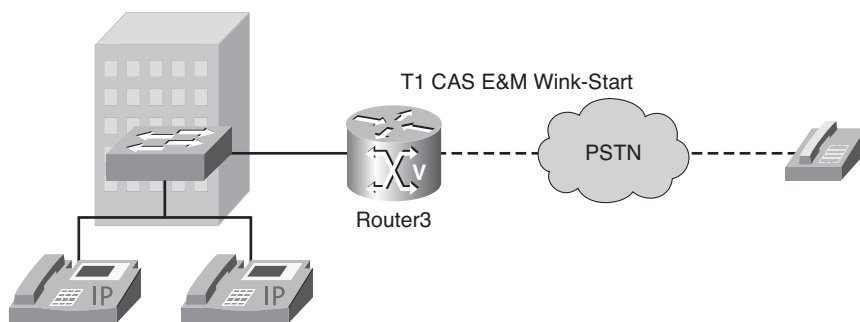 T1 CAS E&M Wink-Start
PSTN
V
Router3
IP
IP